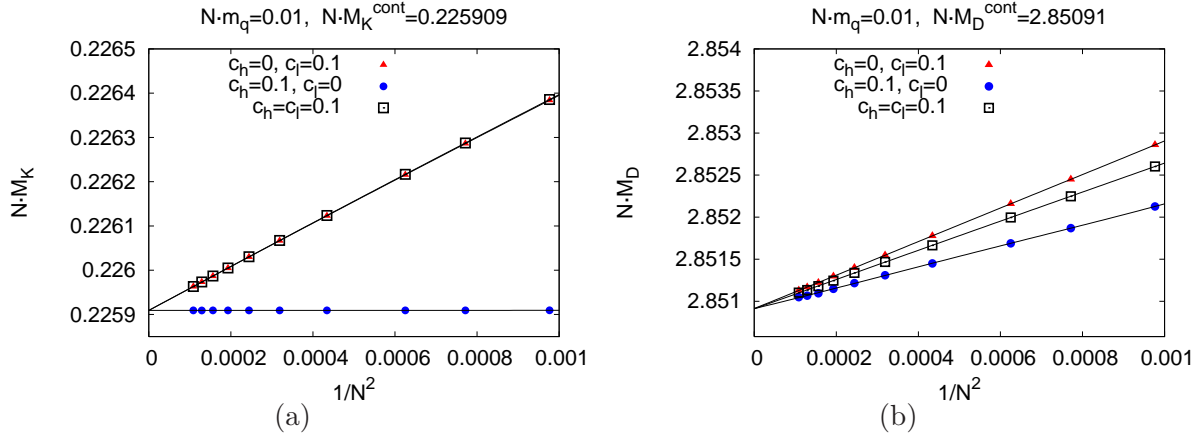 N·m_q=0.01, N·M_K^cont=0.225909
0.2265
0.2264
0.2263
0.2262
0.2261
0.226
0.2259
N·M_K
c_h=0, c_l=0.1
c_h=0.1, c_l=0
c_h=c_l=0.1
0 0.0002 0.0004 0.0006 0.0008 0.001
1/N^2
(a)
N·m_q=0.01, N·M_D^cont=2.85091
2.854
2.8535
2.853
2.8525
2.852
2.8515
2.851
N·M_D
c_h=0, c_l=0.1
c_h=0.1, c_l=0
c_h=c_l=0.1
0 0.0002 0.0004 0.0006 0.0008 0.001
1/N^2
(b)